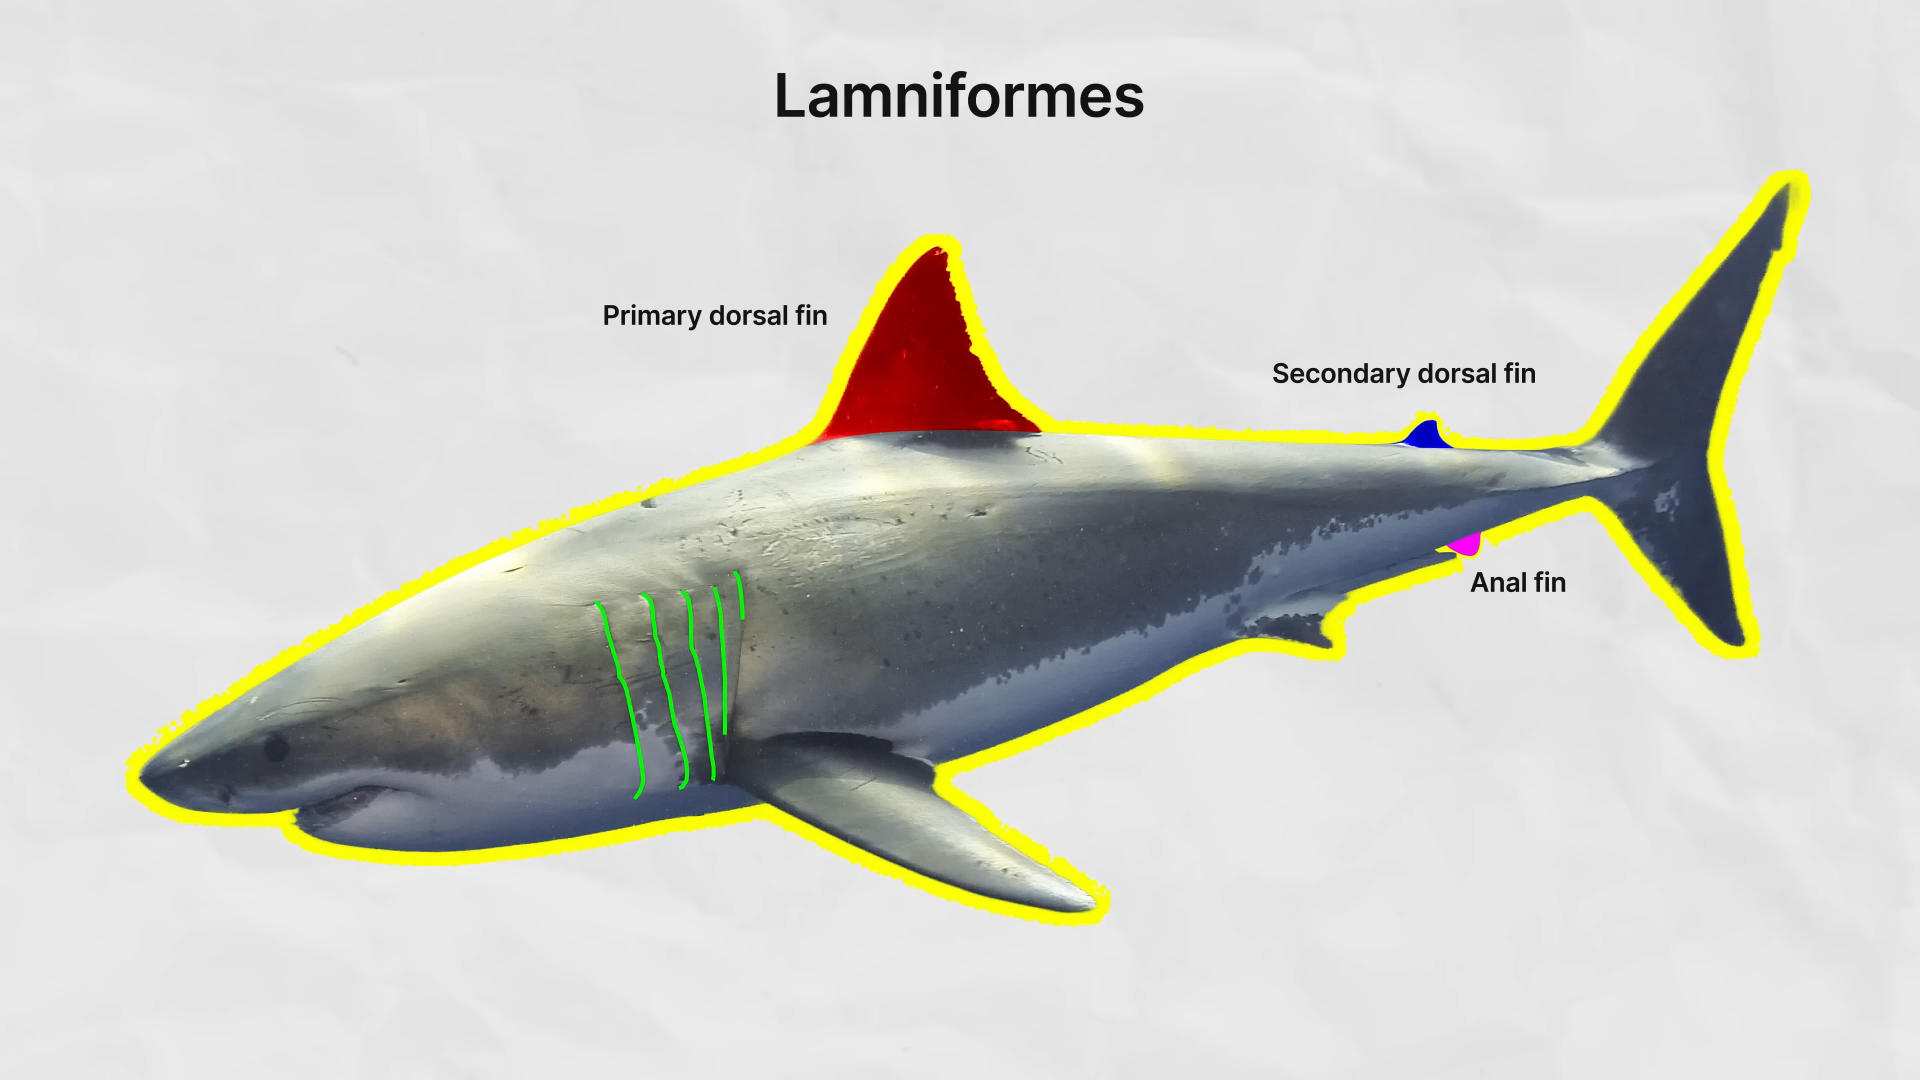 Lamniformes
Primary dorsal fin
Secondary dorsal fin
Anal fin